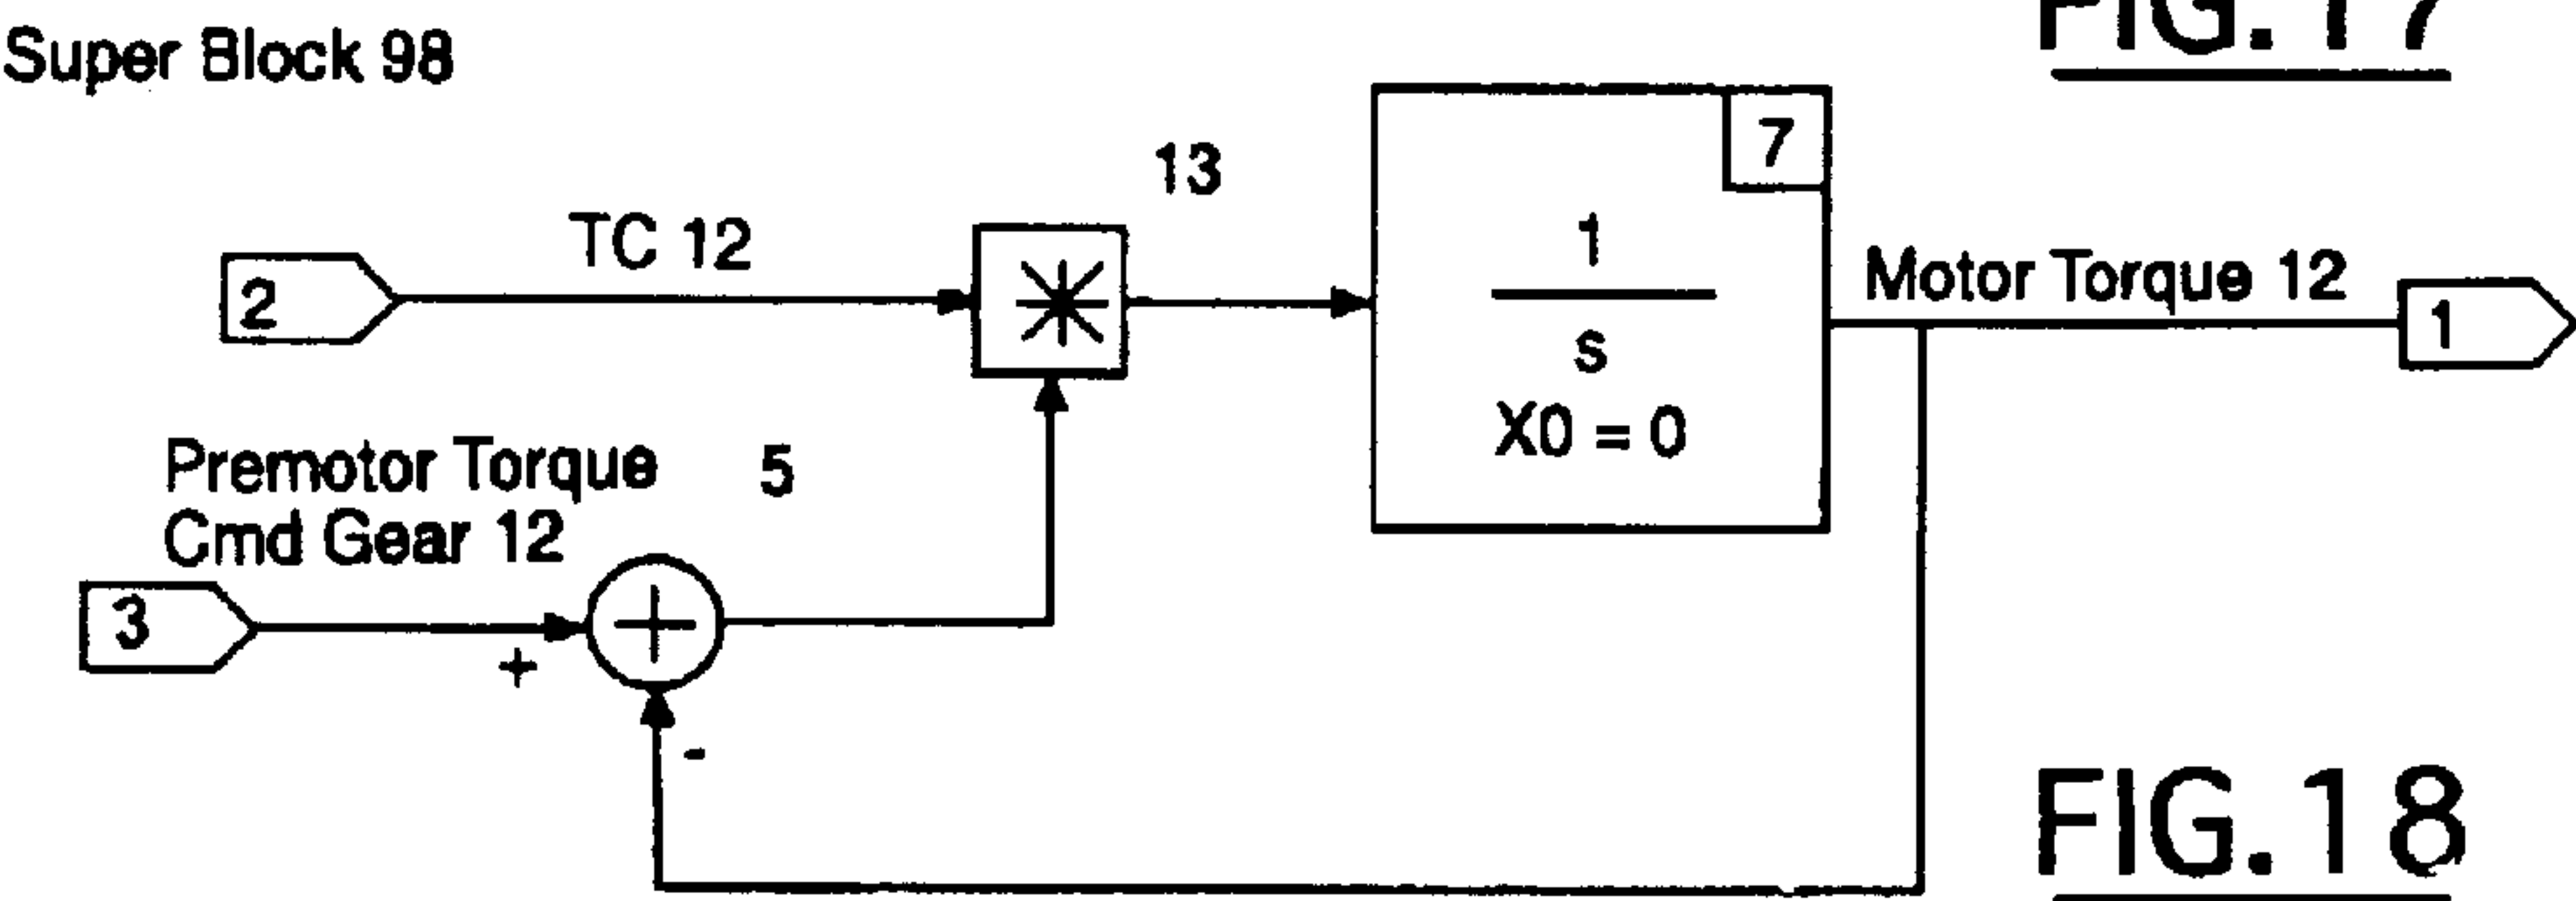 FIG. 17
Super Block 98
13
7
TC 12
2
1
s
X0 = 0
Motor Torque 12
1
Premotor Torque 5
Cmd Gear 12
3
+
-
FIG. 18